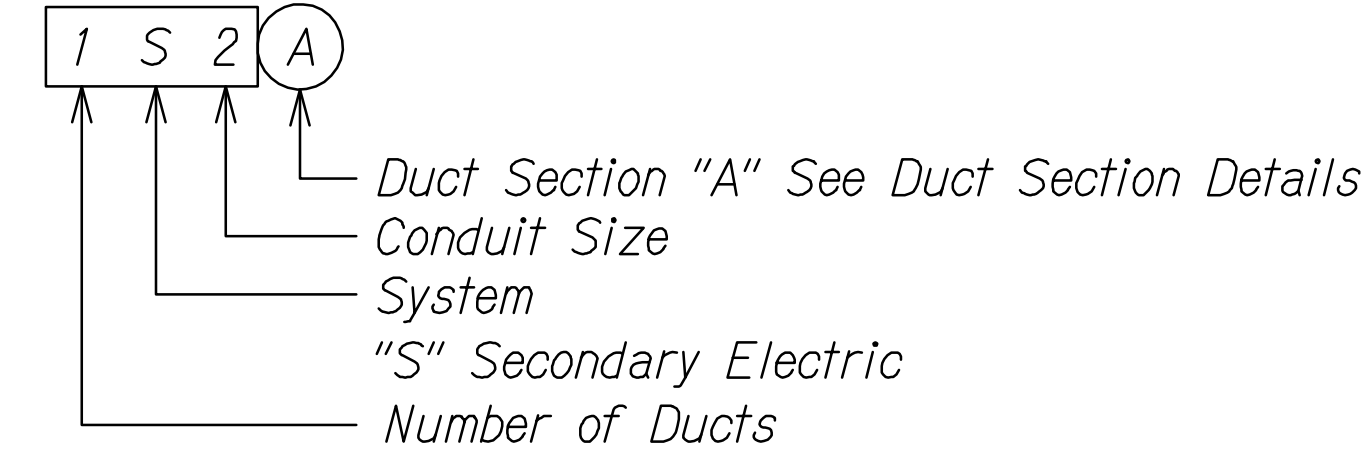 1 S 2 A
Duct Section "A" See Duct Section Details
Conduit Size
System
"S" Secondary Electric
Number of Ducts